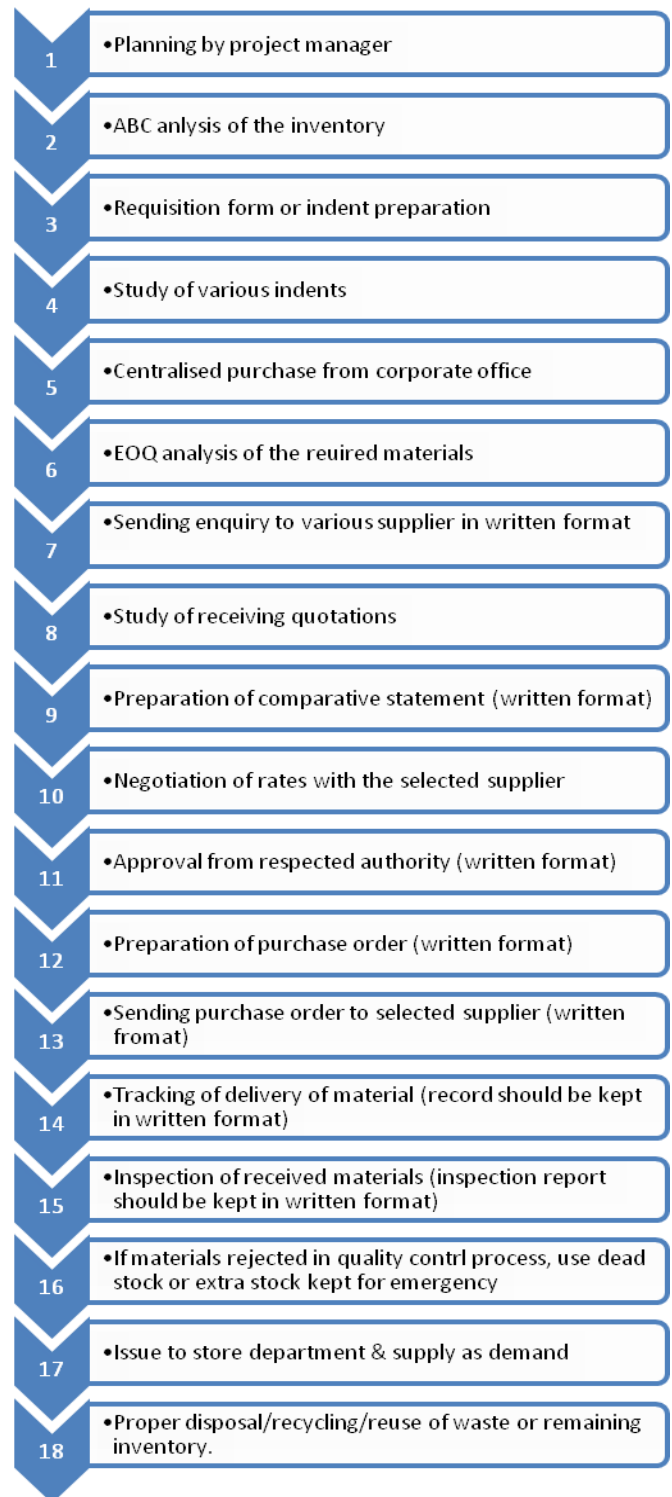 1
•Planning by project manager
2
•ABC anlysis of the inventory
3
•Requisition form or indent preparation
4
•Study of various indents
5
•Centralised purchase from corporate office
6
•EOQ analysis of the reuired materials
7
•Sending enquiry to various supplier in written format
8
•Study of receiving quotations
9
•Preparation of comparative statement (written format)
10
•Negotiation of rates with the selected supplier
11
•Approval from respected authority (written format)
12
•Preparation of purchase order (written format)
13
•Sending purchase order to selected supplier (written
fromat)
14
•Tracking of delivery of material (record should be kept
in written format)
15
•Inspection of received materials (inspection report
should be kept in written format)
16
•If materials rejected in quality contrl process, use dead
stock or extra stock kept for emergency
17
•Issue to store department & supply as demand
18
•Proper disposal/recycling/reuse of waste or remaining
inventory.